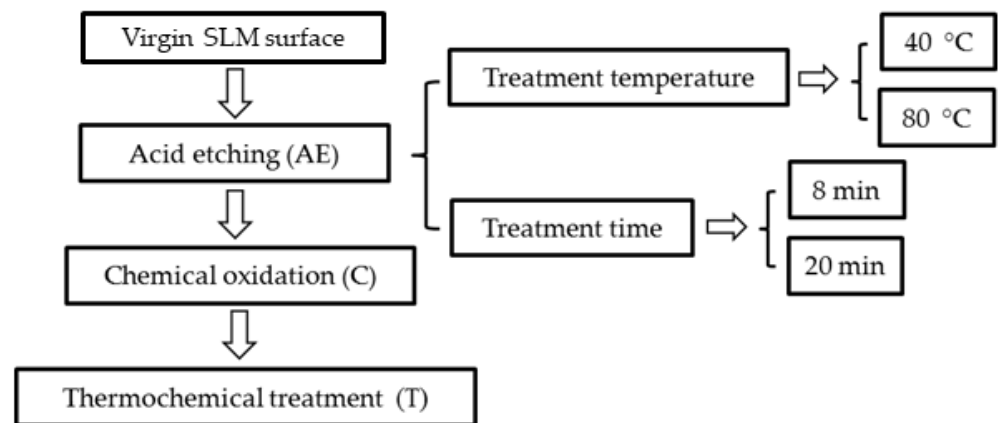 Virgin SLM surface
Acid etching (AE)
Chemical oxidation (C)
Thermochemical treatment (T)
Treatment temperature
40 °C
80 °C
Treatment time
8 min
20 min